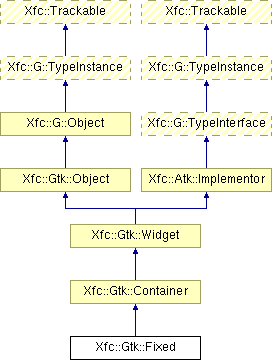 Xfc::Trackable Xfc::Trackable
Xfc::G::TypeInstance Xfc::G::TypeInstance
Xfc::G::Object Xfc::G::TypeInterface
Xfc::Gtk::Object Xfc::Atk::Implementor
Xfc::Gtk::Widget
Xfc::Gtk::Container
Xfc::Gtk::Fixed